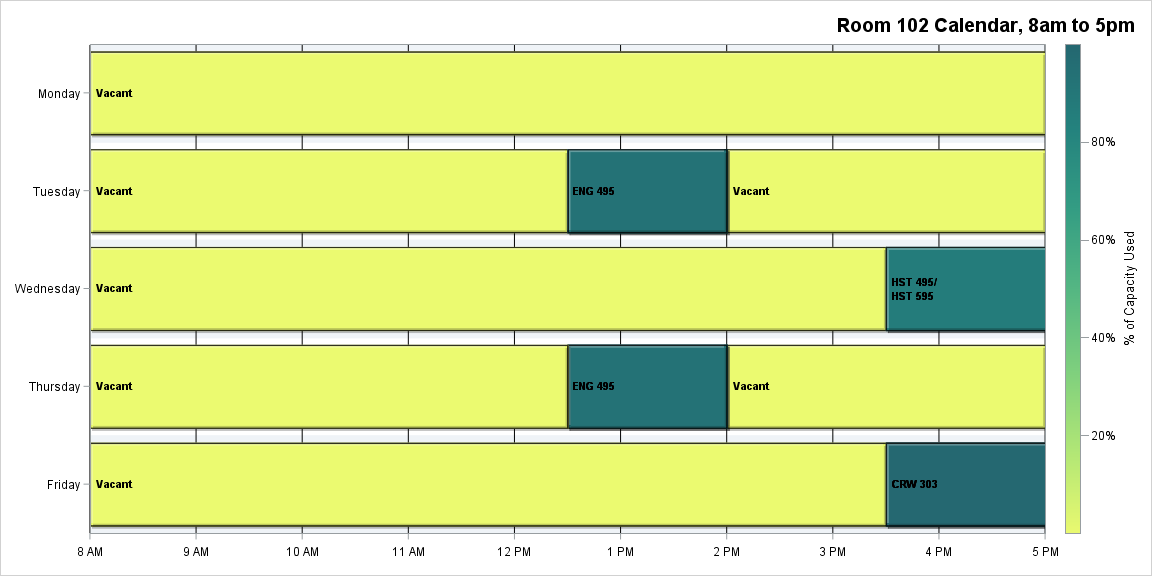 Room 102 Calendar, 8am to 5pm
Monday
Vacant
Tuesday
Vacant
ENG 495
Vacant
Wednesday
Vacant
HST 495/
HST 595
Thursday
Vacant
ENG 495
Vacant
Friday
Vacant
CRW 303
8 AM
9 AM
10 AM
11 AM
12 PM
1 PM
2 PM
3 PM
4 PM
5 PM
80%
60%
40%
20%
% of Capacity Used